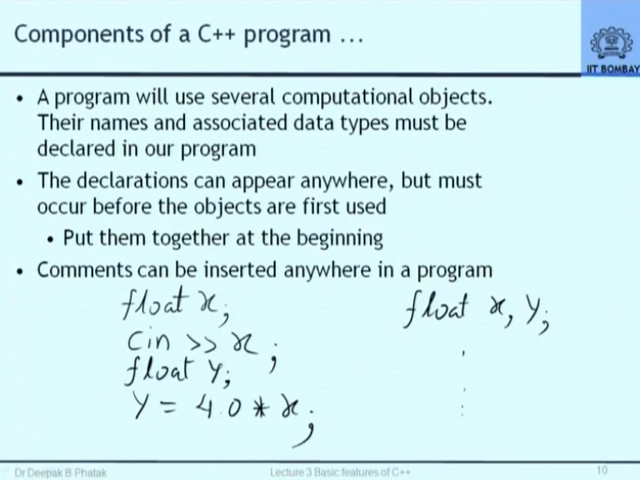 Components of a C++ program ...
IIT BOMBAY
• A program will use several computational objects.
Their names and associated data types must be
declared in our program
• The declarations can appear anywhere, but must
occur before the objects are first used
• Put them together at the beginning
• Comments can be inserted anywhere in a program
float x;
cin >> x;
float y;
y = 4.0 * x;
float x, y;
Dr Deepak B Phatak
Lecture 3 Basic features of C++
10